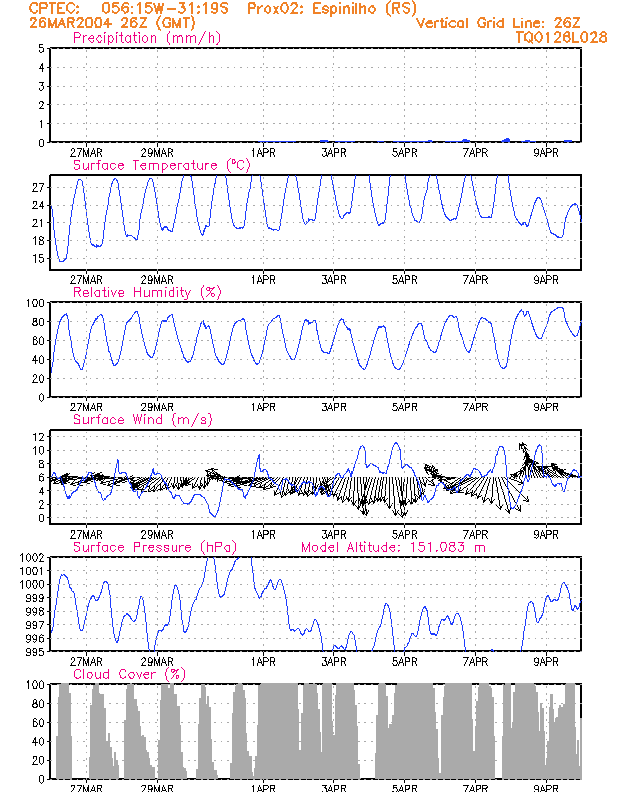 CPTEC: 056:15W-31:19S Prox02: Espinilho (RS)
26MAR2004 26Z (GMT) Vertical Grid Line: 26Z
Precipitation (mm/h) TQ0126L028
5
4
3
2
1
0
27MAR 29MAR 1APR 3APR 5APR 7APR 9APR
Surface Temperature (°C)
27
24
21
18
15
27MAR 29MAR 1APR 3APR 5APR 7APR 9APR
Relative Humidity (%)
100
80
60
40
20
0
27MAR 29MAR 1APR 3APR 5APR 7APR 9APR
Surface Wind (m/s)
12
10
8
6
4
2
0
27MAR 29MAR 1APR 3APR 5APR 7APR 9APR
Surface Pressure (hPa) Model Altitude: 151.083 m
1002
1001
1000
999
998
997
996
995
27MAR 29MAR 1APR 3APR 5APR 7APR 9APR
Cloud Cover (%)
100
80
60
40
20
0
27MAR 29MAR 1APR 3APR 5APR 7APR 9APR